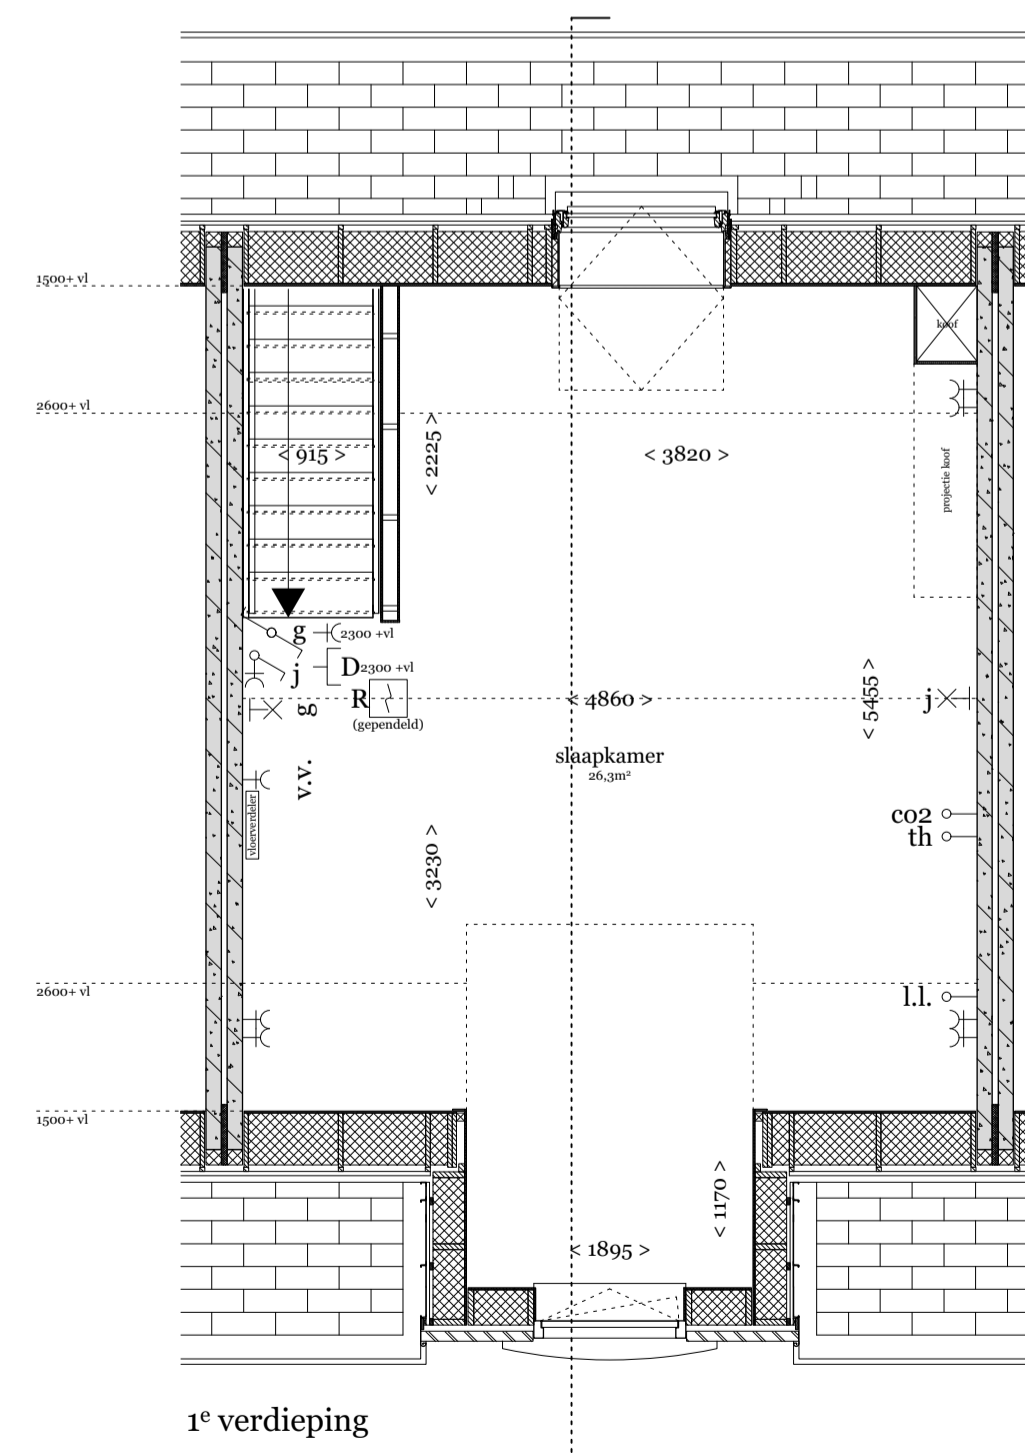 1500+ vl
koof
2600+ vl
< 915 >
< 2225 >
< 3820 >
projectie koof
g
2300 +vl
j
D2300 +vl
g
R
(gependeld)
< 4860 >
< 5455 >
j
slaapkamer
26,3m²
v.v.
vloerverdeler
co2
th
< 3230 >
2600+ vl
l.l.
1500+ vl
< 1170 >
< 1895 >
1e verdieping